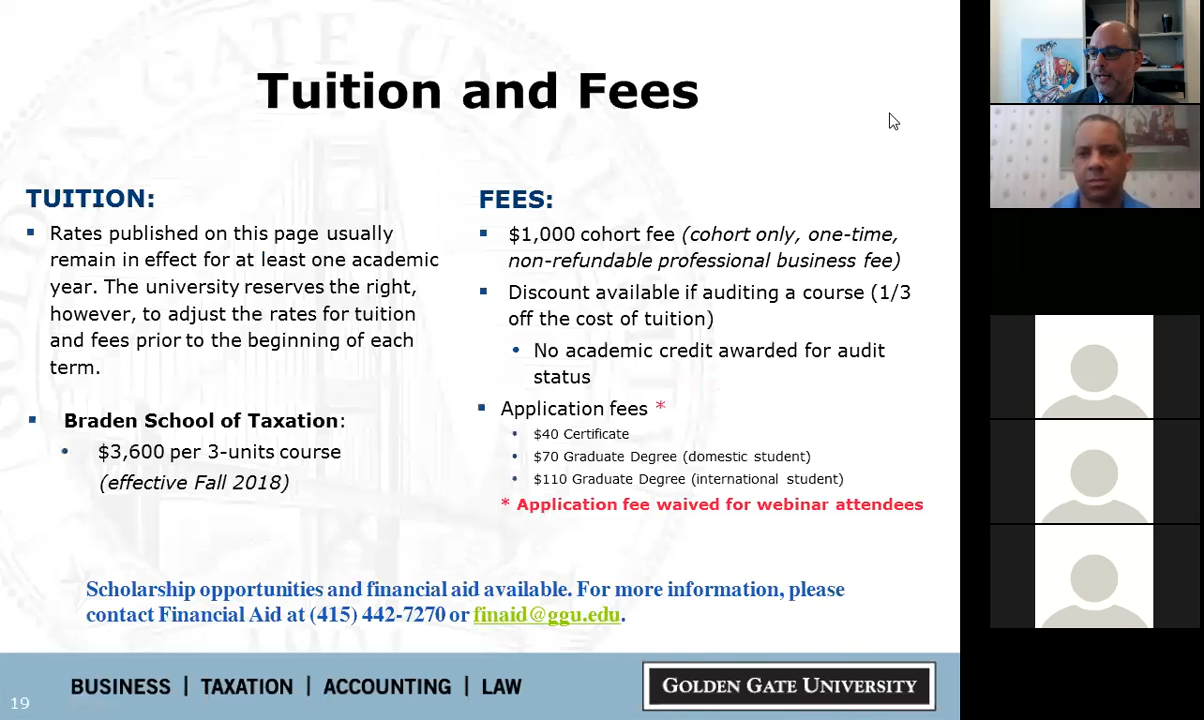 Tuition and Fees
TUITION:
▪ Rates published on this page usually
remain in effect for at least one academic
year. The university reserves the right,
however, to adjust the rates for tuition
and fees prior to the beginning of each
term.
▪ Braden School of Taxation:
• $3,600 per 3-units course
(effective Fall 2018)
FEES:
▪ $1,000 cohort fee (cohort only, one-time,
non-refundable professional business fee)
▪ Discount available if auditing a course (1/3
off the cost of tuition)
• No academic credit awarded for audit
status
▪ Application fees *
• $40 Certificate
• $70 Graduate Degree (domestic student)
• $110 Graduate Degree (international student)
* Application fee waived for webinar attendees
Scholarship opportunities and financial aid available. For more information, please
contact Financial Aid at (415) 442-7270 or finaid@ggu.edu.
BUSINESS | TAXATION | ACCOUNTING | LAW
GOLDEN GATE UNIVERSITY
19